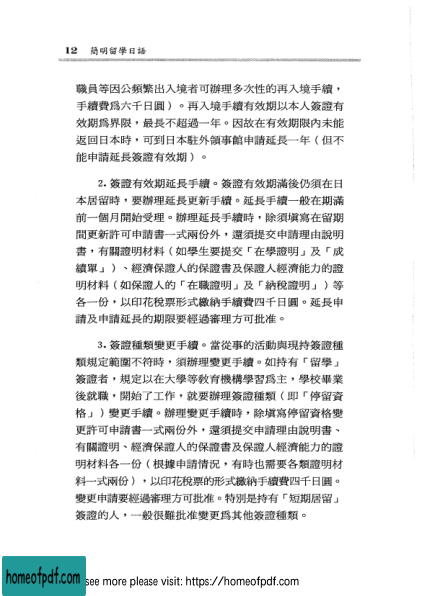 12 簡明留學日語
職員等因公頻繁出入境者可辦理多次性的再入境手續，
手續費爲六千日圓）。再入境手續有效期以本人簽證有
效期爲界限，最長不超過一年。因故在有效期限內未能
返回日本時，可到日本駐外領事館申請延長一年（但不
能申請延長簽證有效期）。
2. 簽證有效期延長手續。簽證有效期滿後仍須在日
本居留時，要辦理延長更新手續。延長手續一般在期滿
前一個月開始受理。辦理延長手續時，除須填寫在留期
間更新許可申請書一式兩份外，還須提交申請理由說明
書，有關證明材料（如學生要提交「在學證明」及「成
績單」）、經濟保證人的保證書及保證人經濟能力的證
明材料（如保證人的「在職證明」及「納稅證明」）等
各一份，以印花稅票形式繳納手續費四千日圓。延長申
請及申請延長的期限要經過審理方可批准。
3. 簽證種類變更手續。當從事的活動與現持簽證種
類規定範圍不符時，須辦理變更手續。如持有「留學」
簽證者，規定以在大學等敎育機構學習爲主，學校畢業
後就職，開始了工作，就要辦理簽證種類（即「停留資
格」）變更手續。辦理變更手續時，除填寫停留資格變
更許可申請書一式兩份外，還須提交申請理由說明書、
有關證明、經濟保證人的保證書及保證人經濟能力的證
明材料各一份（根據申請情況，有時也需要各類證明材
料一式兩份），以印花稅票的形式繳納手續費四千日圓。
變更申請要經過審理方可批准。特別是持有「短期居留」
簽證的人，一般很難批准變更爲其他簽證種類。
homeofpdf.com
see more please visit: https://homeofpdf.com